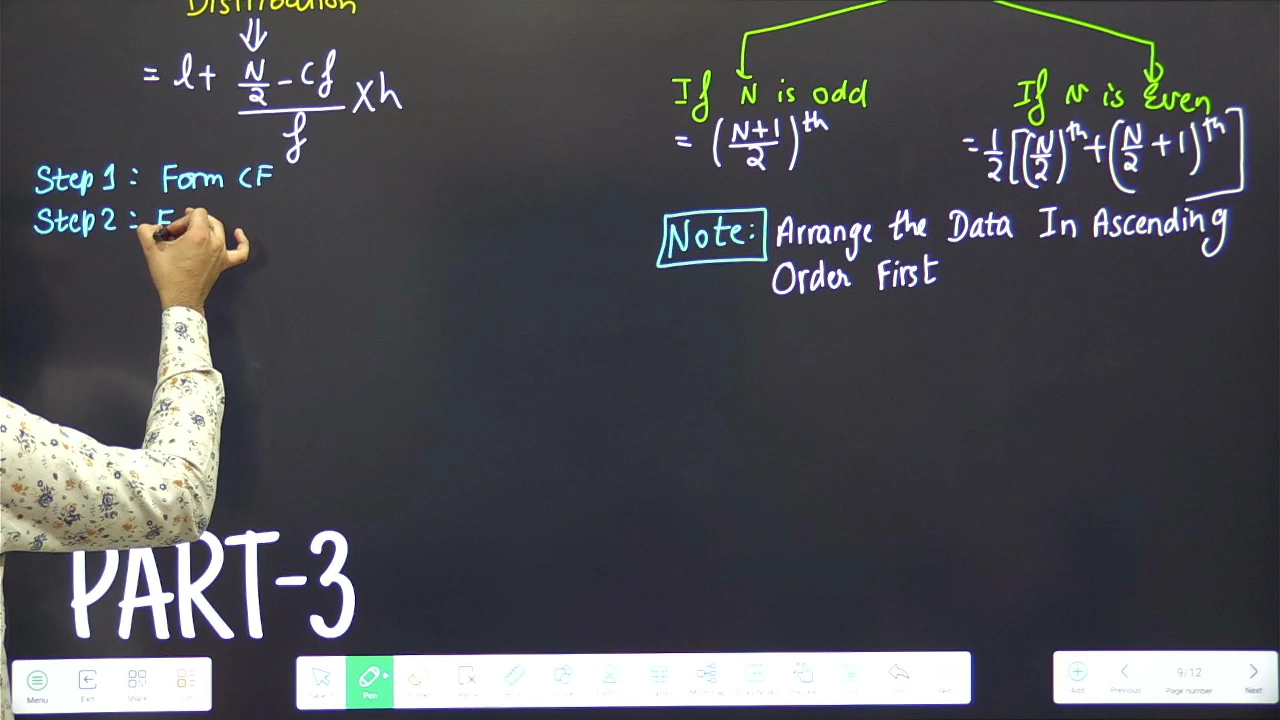 Distribution
⇓
= l + (N/2 - Cf)/f × h
Step 1 : Form CF
Step 2 : F
If N is odd
= ((N+1)/2)^th
If N is Even
= 1/2 [(N/2)^th + (N/2 + 1)^th]
Note: Arrange the Data In Ascending
Order First
PART-3
Menu
Exit
Share
Pen
Add
Previous
9/12
Page number
Next